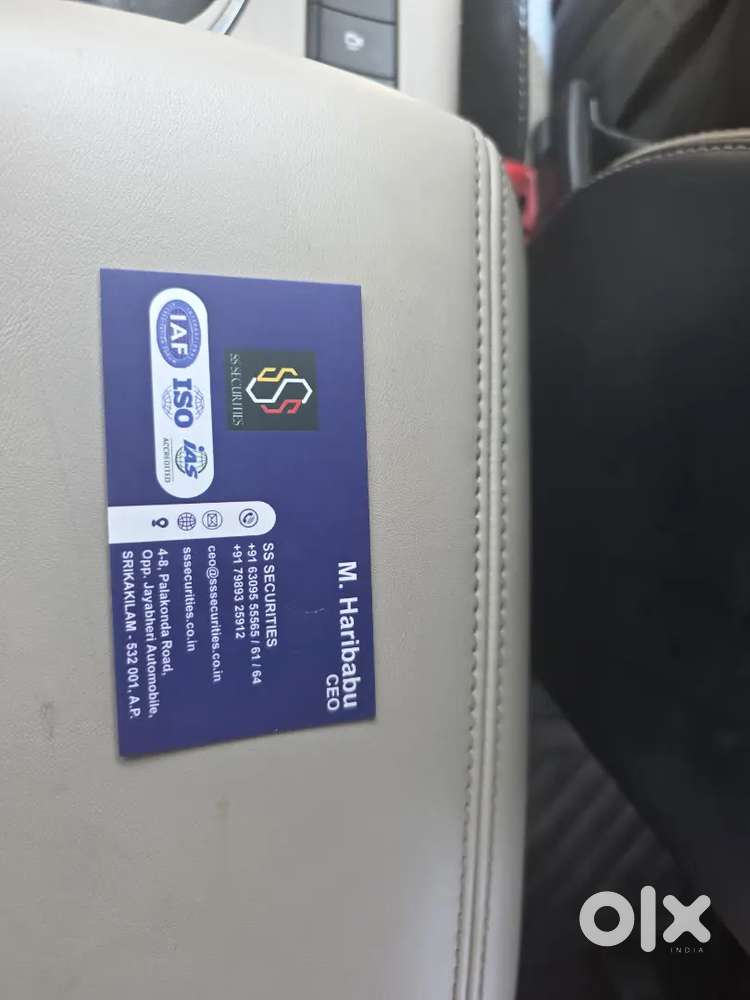 SS SECURITIES
IAF
ISO
iAS
ACCREDITED
M. Haribabu
CEO
SS SECURITIES
+91 63095 55565 / 61 / 64
+91 79893 25912
ceo@sssecurities.co.in
sssecurities.co.in
4-8, Palakonda Road,
Opp. Jayabheri Automobile,
SRIKAKILAM - 532 001, A.P.
olx
INDIA